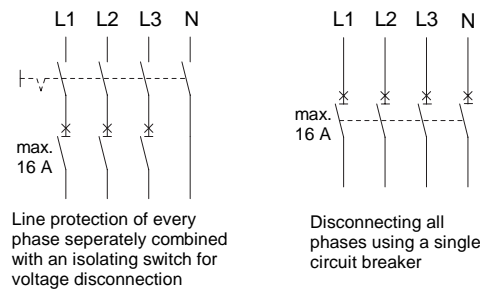 L1 L2 L3 N
max.
16 A
Line protection of every
phase seperately combined
with an isolating switch for
voltage disconnection
L1 L2 L3 N
max.
16 A
Disconnecting all
phases using a single
circuit breaker